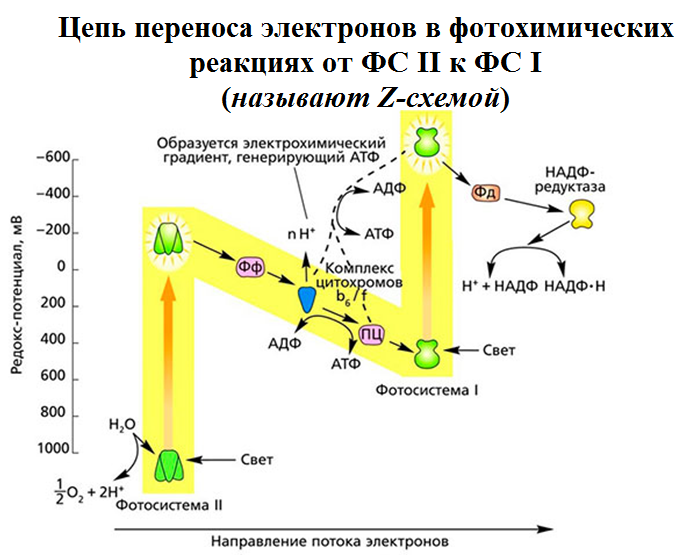 Цепь переноса электронов в фотохимических
реакциях от ФС II к ФС I
(называют Z-схемой)
Образуется электрохимический
градиент, генерирующий АТФ
Редокс-потенциал, мВ
–600
–400
–200
0
200
400
600
800
1000
n H⁺
АДФ
АТФ
Фд
НАДФ-
редуктаза
H⁺ + НАДФ НАДФ·H
Фф
Комплекс
цитохромов
b₆/f
АДФ
АТФ
ПЦ
Свет
Фотосистема I
H₂O
Свет
½O₂ + 2H⁺
Фотосистема II
Направление потока электронов